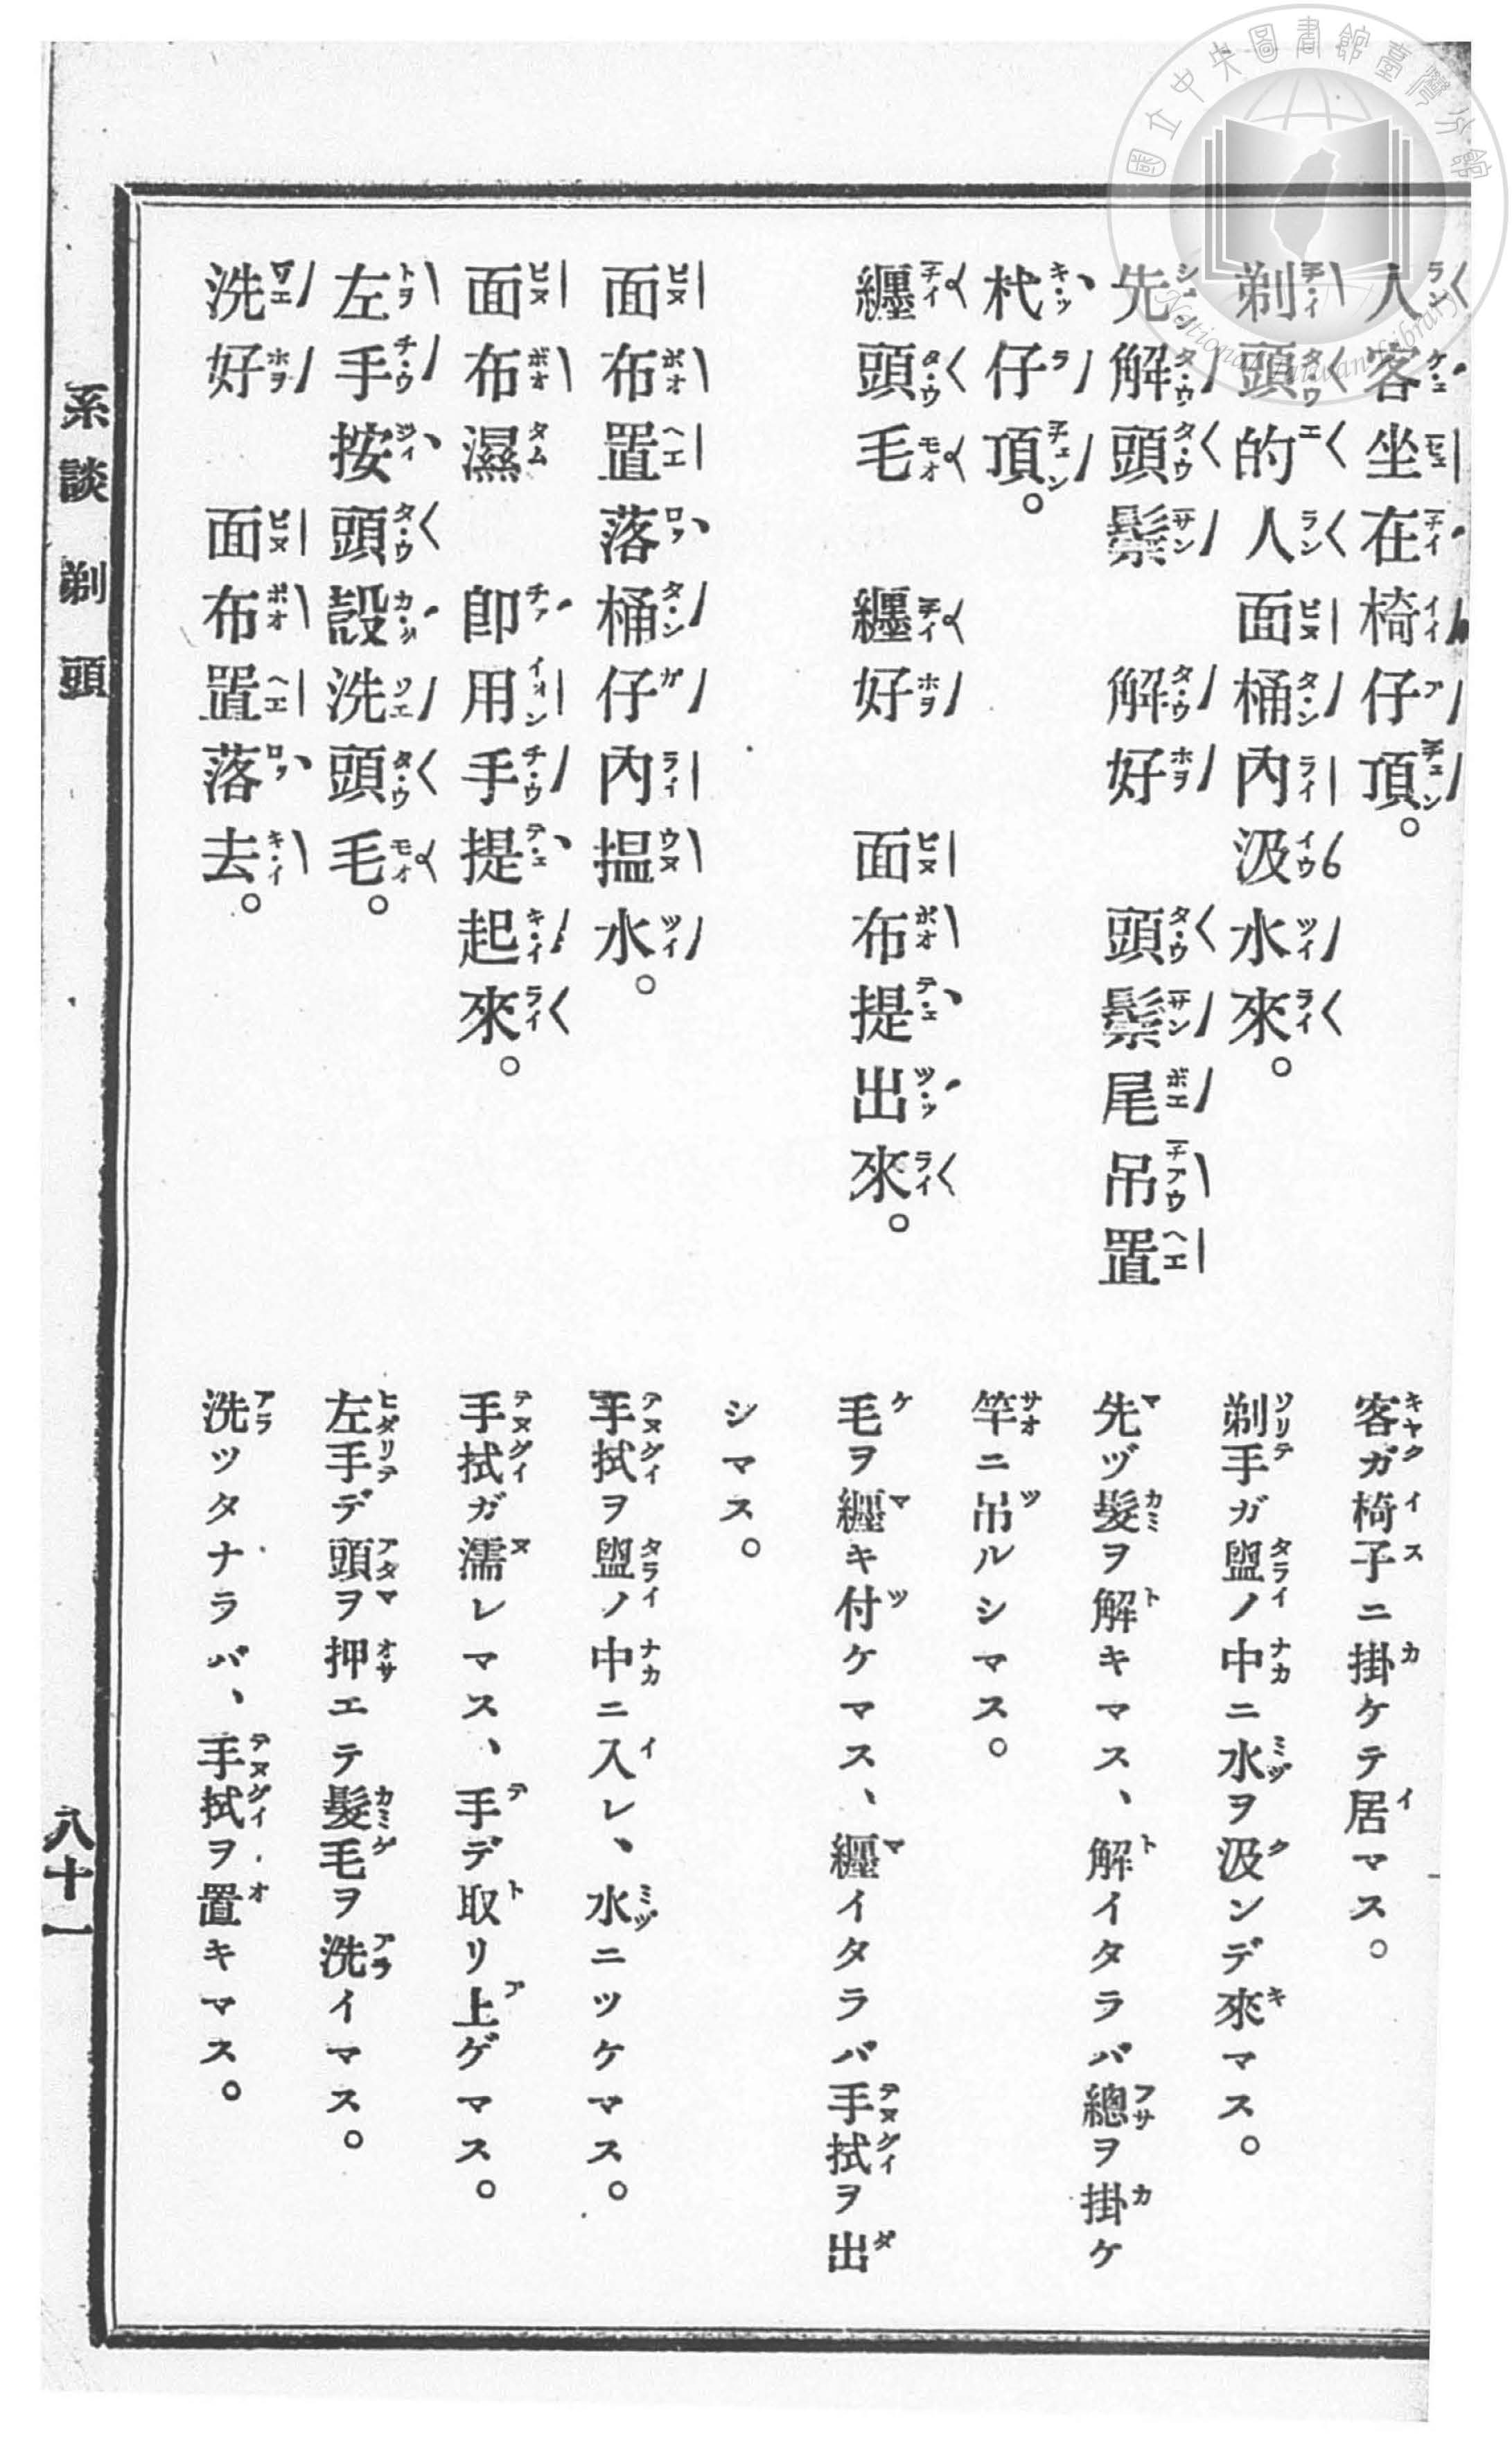 人客坐在椅仔頂。
剃頭的人面桶內汲水來。
先解頭鬃 解好 頭鬃尾吊置
杙仔頂。
纏頭毛 纏好 面布提出來。
面布置落桶仔內搵水。
面布濕 卽用手提起來。
左手按頭殼洗頭毛。
洗好 面布置落去。
客ガ椅子ニ掛ケテ居マス。
剃手ガ盥ノ中ニ水ヲ汲ンデ來マス。
先ヅ髮ヲ解キマス、解イタラバ總ヲ掛ケ
竿ニ吊ルシマス。
毛ヲ纏キ付ケマス、纏イタラバ手拭ヲ出
シマス。
手拭ヲ盥ノ中ニ入レ、水ニツケマス。
手拭ガ濡レマス、手デ取リ上ゲマス。
左手デ頭ヲ押エテ髮毛ヲ洗イマス。
洗ツタナラバ、手拭ヲ置キマス。
系談 剃頭
八十一
國立中央圖書館臺灣分館
National Taiwan Library